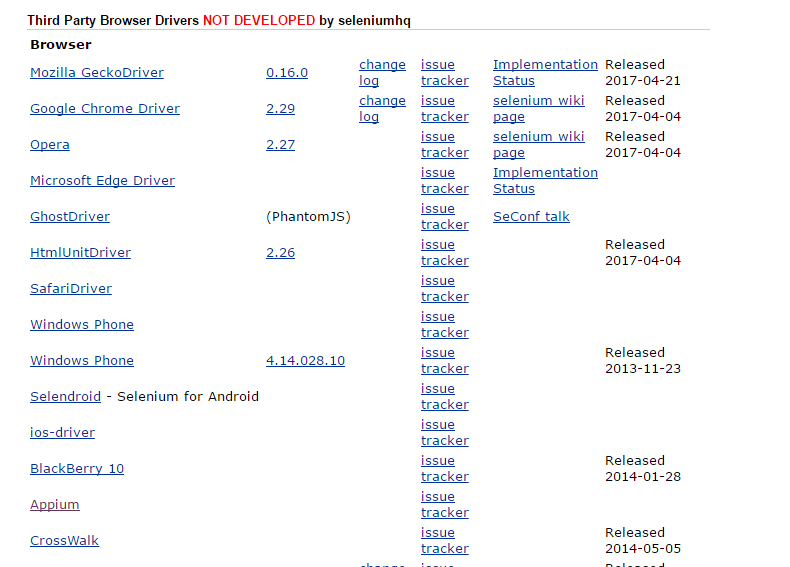 Third Party Browser Drivers NOT DEVELOPED by seleniumhq
Browser
Mozilla GeckoDriver 0.16.0 change log issue tracker Implementation Status Released 2017-04-21
Google Chrome Driver 2.29 change log issue tracker selenium wiki page Released 2017-04-04
Opera 2.27 issue tracker selenium wiki page Released 2017-04-04
Microsoft Edge Driver issue tracker Implementation Status
GhostDriver (PhantomJS) issue tracker SeConf talk
HtmlUnitDriver 2.26 issue tracker Released 2017-04-04
SafariDriver issue tracker
Windows Phone issue tracker
Windows Phone 4.14.028.10 issue tracker Released 2013-11-23
Selendroid - Selenium for Android issue tracker
ios-driver issue tracker
BlackBerry 10 issue tracker Released 2014-01-28
Appium issue tracker
CrossWalk issue tracker Released 2014-05-05